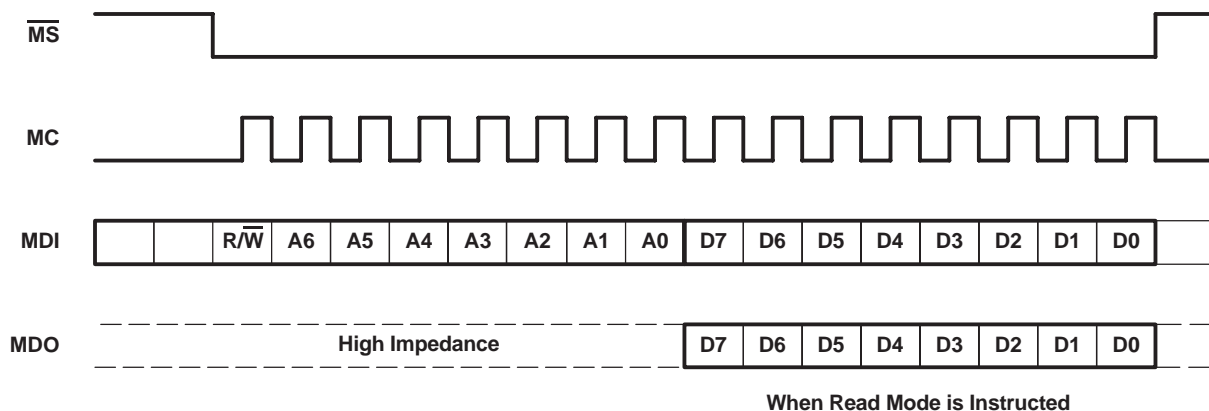 M̅S̅
MC
MDI R/W̅ A6 A5 A4 A3 A2 A1 A0 D7 D6 D5 D4 D3 D2 D1 D0
MDO High Impedance D7 D6 D5 D4 D3 D2 D1 D0
When Read Mode is Instructed